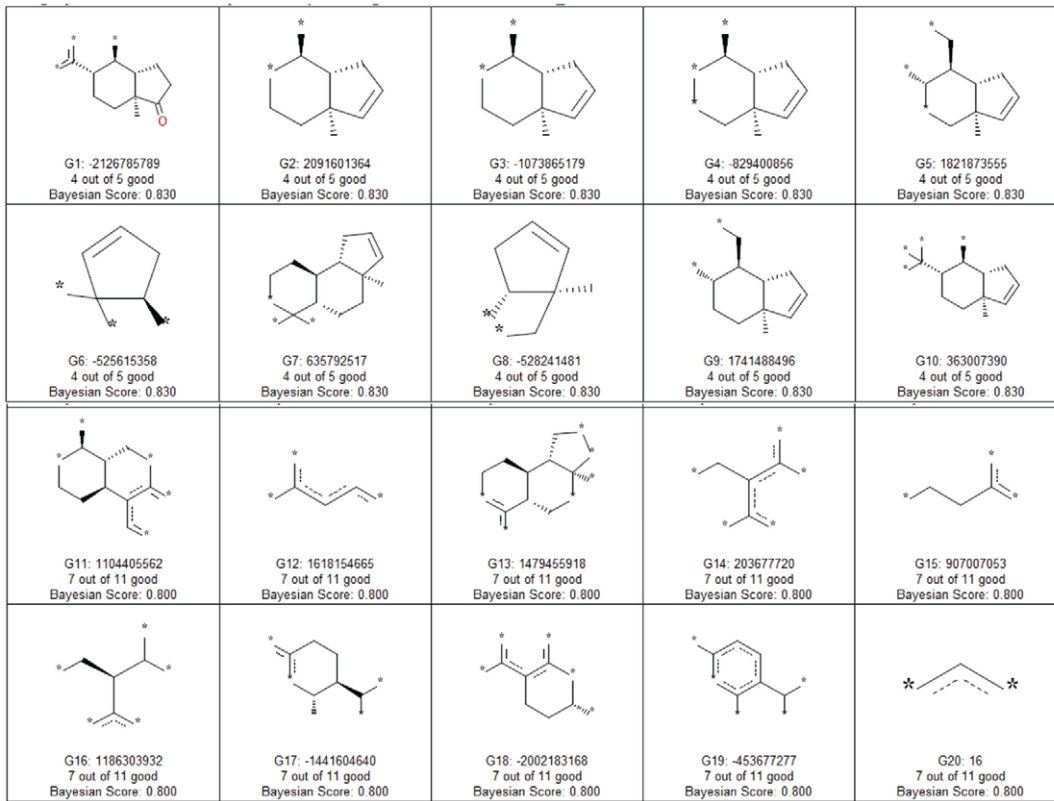 O
G1: -2126785789
4 out of 5 good
Bayesian Score: 0.830
G2: 2091601364
4 out of 5 good
Bayesian Score: 0.830
G3: -1073865179
4 out of 5 good
Bayesian Score: 0.830
G4: -829400856
4 out of 5 good
Bayesian Score: 0.830
G5: 1821873555
4 out of 5 good
Bayesian Score: 0.830
G6: -525615358
4 out of 5 good
Bayesian Score: 0.830
G7: 635792517
4 out of 5 good
Bayesian Score: 0.830
G8: -528241481
4 out of 5 good
Bayesian Score: 0.830
G9: 1741488496
4 out of 5 good
Bayesian Score: 0.830
G10: 363007390
4 out of 5 good
Bayesian Score: 0.830
G11: 1104405562
7 out of 11 good
Bayesian Score: 0.800
G12: 1618154665
7 out of 11 good
Bayesian Score: 0.800
G13: 1479455918
7 out of 11 good
Bayesian Score: 0.800
G14: 203677720
7 out of 11 good
Bayesian Score: 0.800
G15: 907007053
7 out of 11 good
Bayesian Score: 0.800
G16: 1186303932
7 out of 11 good
Bayesian Score: 0.800
G17: -1441604640
7 out of 11 good
Bayesian Score: 0.800
G18: -2002183168
7 out of 11 good
Bayesian Score: 0.800
G19: -453677277
7 out of 11 good
Bayesian Score: 0.800
G20: 16
7 out of 11 good
Bayesian Score: 0.800